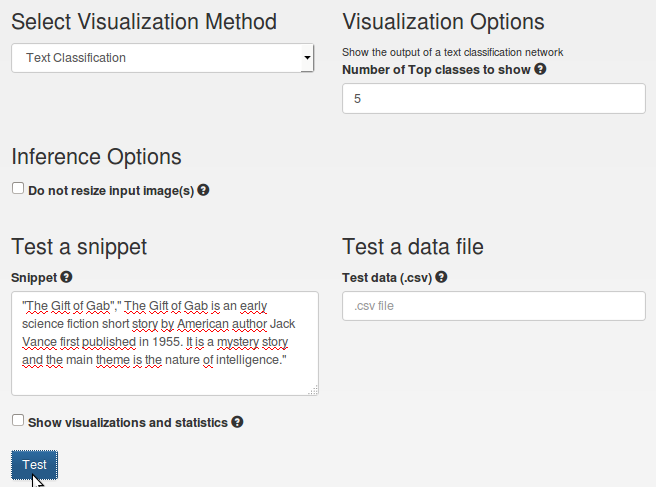 Select Visualization Method
Text Classification
Visualization Options
Show the output of a text classification network
Number of Top classes to show
5
Inference Options
Do not resize input image(s)
Test a snippet
Snippet
"The Gift of Gab"," The Gift of Gab is an early
science fiction short story by American author Jack
Vance first published in 1955. It is a mystery story
and the main theme is the nature of intelligence."
Show visualizations and statistics
Test
Test a data file
Test data (.csv)
.csv file